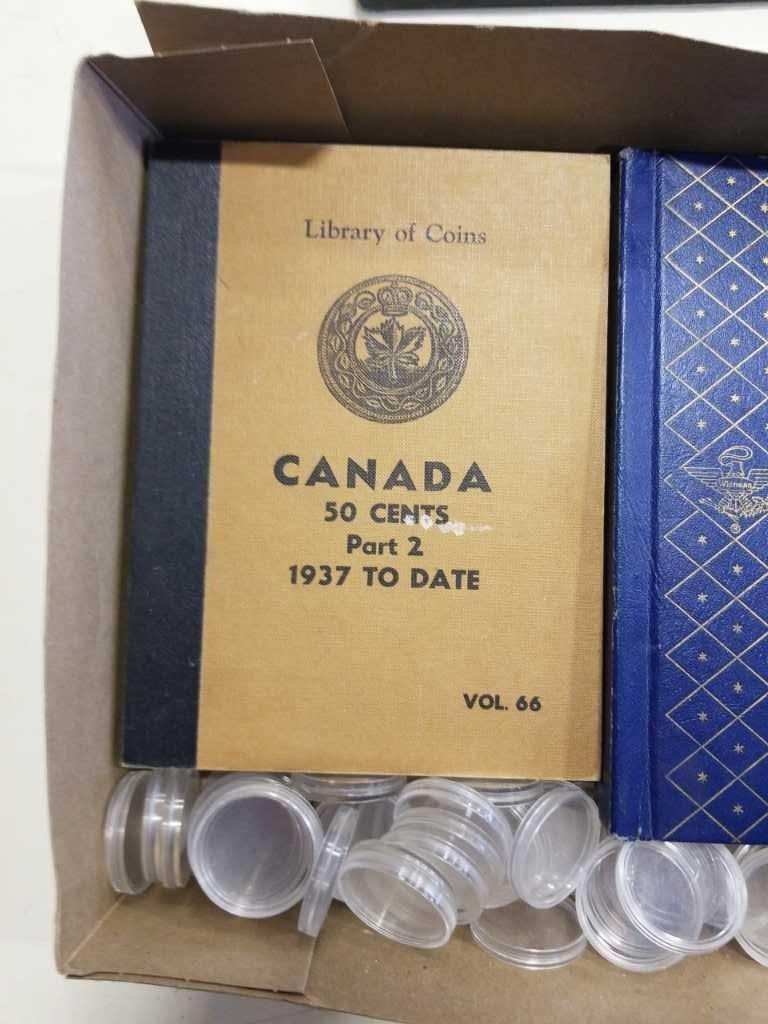 Library of Coins
CANADA
50 CENTS
Part 2
1937 TO DATE
VOL. 66